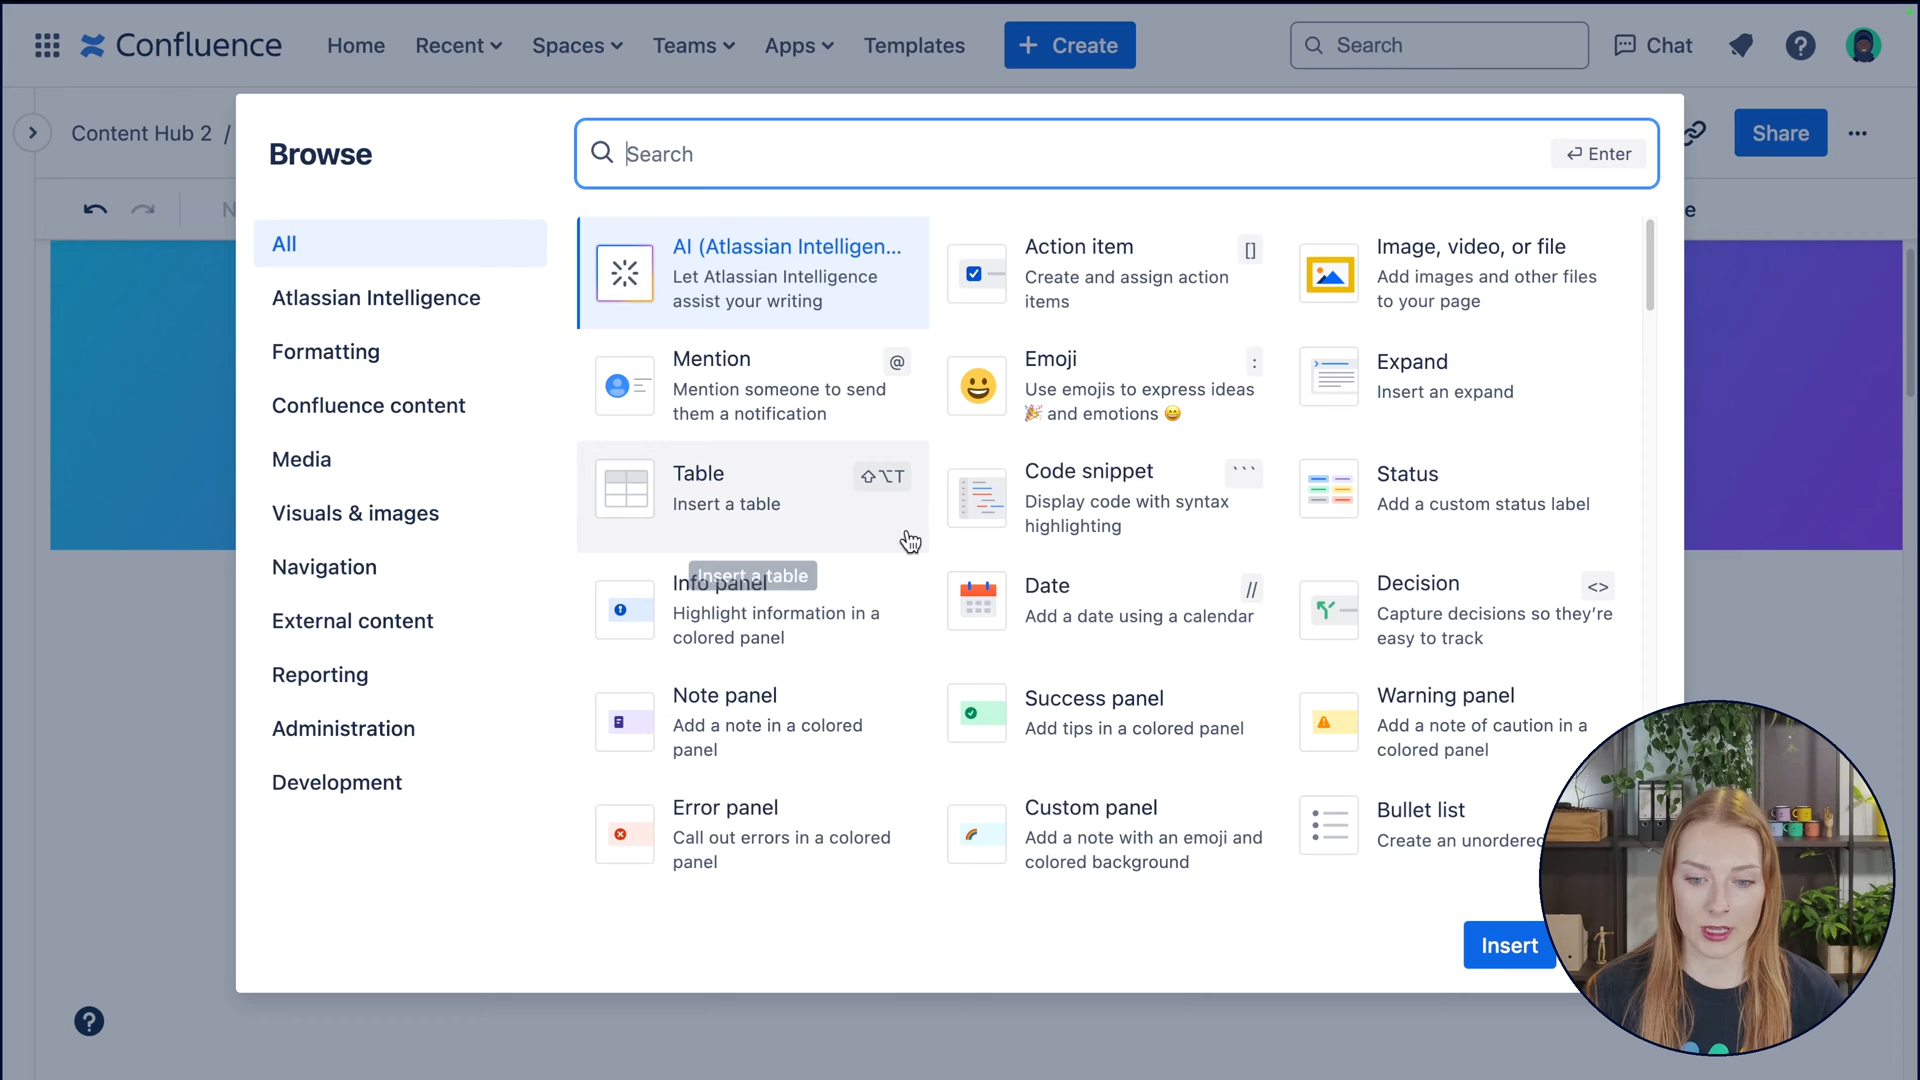 Confluence Home Recent Spaces Teams Apps Templates + Create Search Chat
Content Hub 2 /
Share
Browse
Search
Enter
All
Atlassian Intelligence
Formatting
Confluence content
Media
Visuals & images
Navigation
External content
Reporting
Administration
Development
AI (Atlassian Intelligen...
Let Atlassian Intelligence
assist your writing
Action item
[]
Create and assign action
items
Image, video, or file
Add images and other files
to your page
Mention
@
Mention someone to send
them a notification
Emoji
:
Use emojis to express ideas
🎉 and emotions 😄
Expand
Insert an expand
Table
⇧⌥T
Insert a table
Code snippet
```
Display code with syntax
highlighting
Status
Add a custom status label
Insert a table
Info panel
Highlight information in a
colored panel
Date
//
Add a date using a calendar
Decision
<>
Capture decisions so they're
easy to track
Note panel
Add a note in a colored
panel
Success panel
Add tips in a colored panel
Warning panel
Add a note of caution in a
colored panel
Error panel
Call out errors in a colored
panel
Custom panel
Add a note with an emoji and
colored background
Bullet list
Create an unordered
Insert